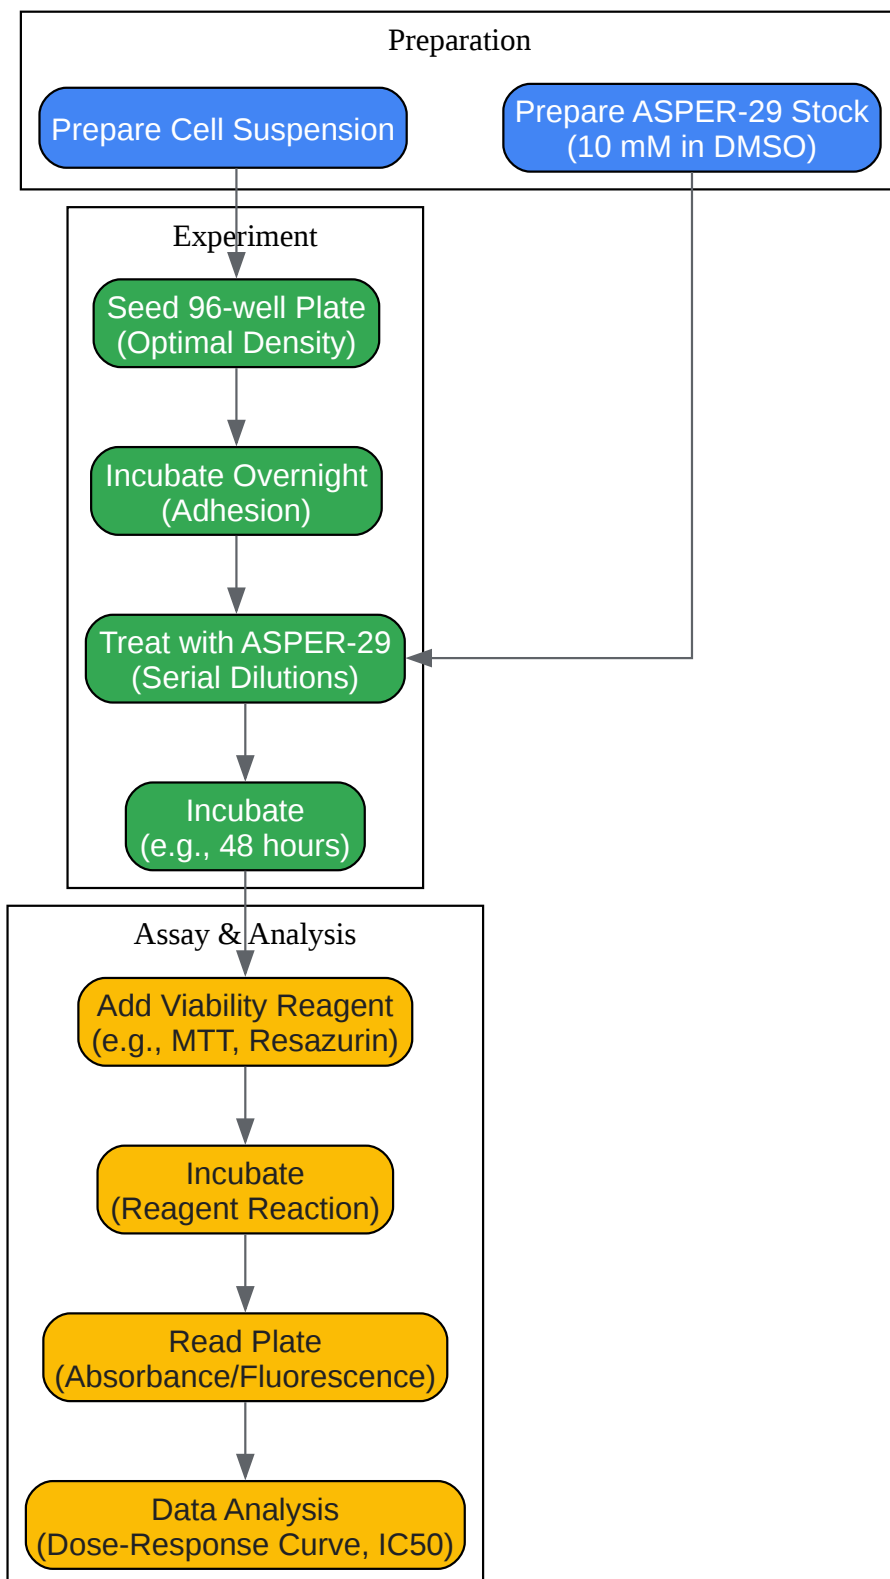 Preparation
Prepare Cell Suspension
Prepare ASPER-29 Stock
(10 mM in DMSO)
Experiment
Seed 96-well Plate
(Optimal Density)
Incubate Overnight
(Adhesion)
Treat with ASPER-29
(Serial Dilutions)
Incubate
(e.g., 48 hours)
Assay & Analysis
Add Viability Reagent
(e.g., MTT, Resazurin)
Incubate
(Reagent Reaction)
Read Plate
(Absorbance/Fluorescence)
Data Analysis
(Dose-Response Curve, IC50)